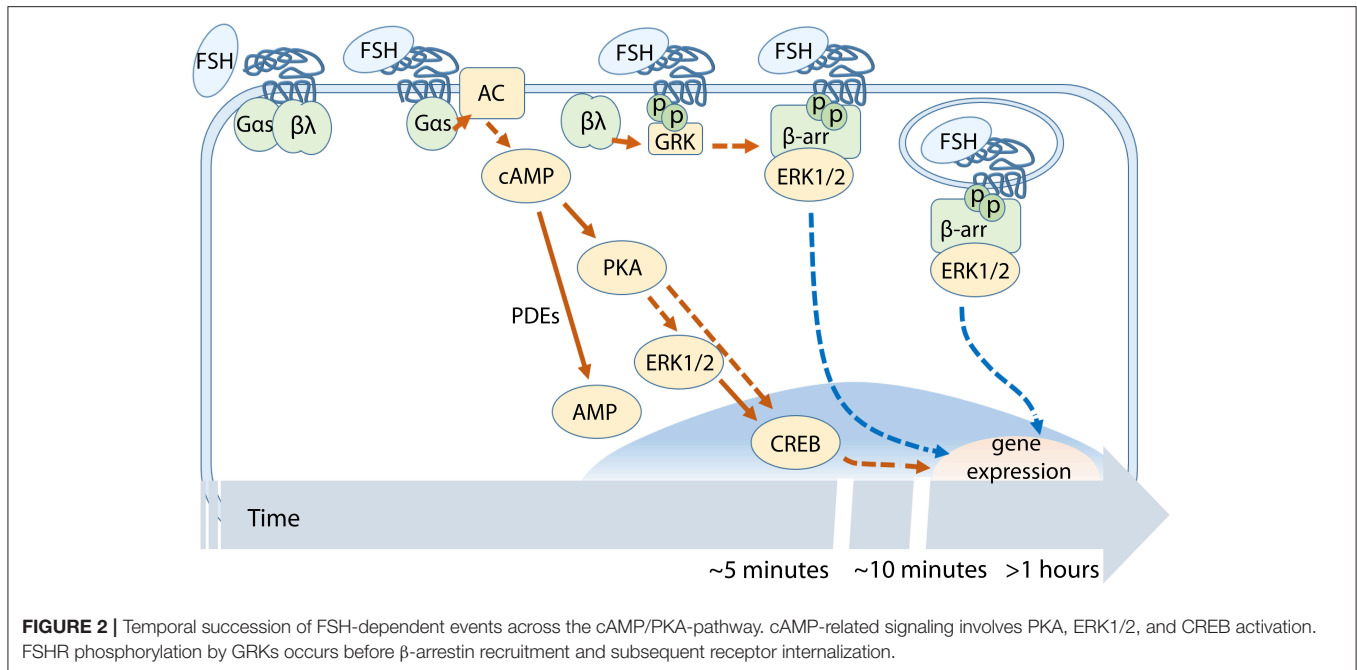 FSH
FSH
FSH
FSH
AC
Gαs
βλ
Gαs
βλ
p
p
GRK
p
p
β-arr
ERK1/2
FSH
p
p
β-arr
ERK1/2
cAMP
PKA
PDEs
ERK1/2
AMP
CREB
gene
expression
Time
~5 minutes
~10 minutes
>1 hours
FIGURE 2 | Temporal succession of FSH-dependent events across the cAMP/PKA-pathway. cAMP-related signaling involves PKA, ERK1/2, and CREB activation.
FSHR phosphorylation by GRKs occurs before β-arrestin recruitment and subsequent receptor internalization.